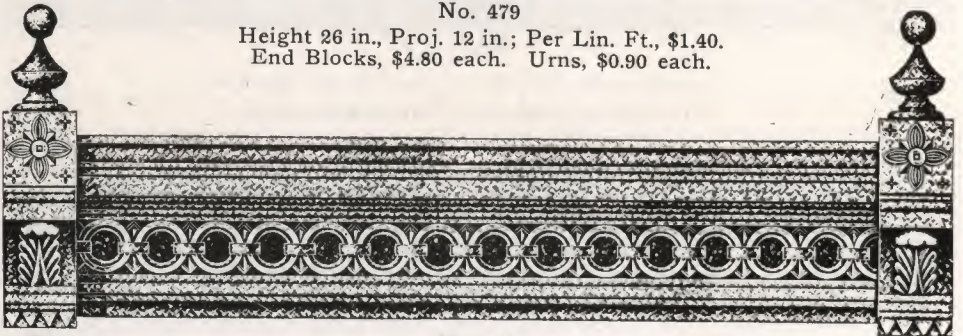 No. 479
Height 26 in., Proj. 12 in.; Per Lin. Ft., $1.40.
End Blocks, $4.80 each. Urns, $0.90 each.